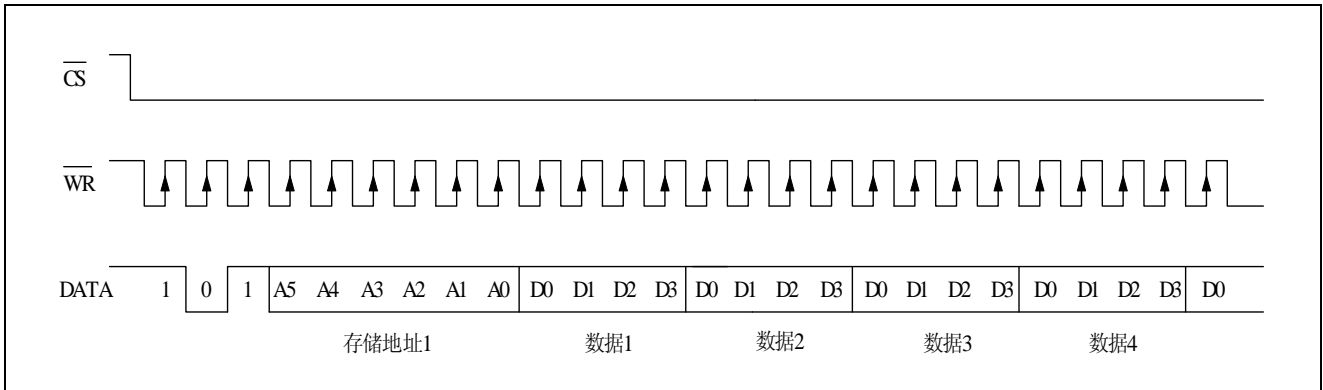 CS
WR
DATA 1 0 1 A5 A4 A3 A2 A1 A0 D0 D1 D2 D3 D0 D1 D2 D3 D0 D1 D2 D3 D0 D1 D2 D3 D0
存储地址1 数据1 数据2 数据3 数据4